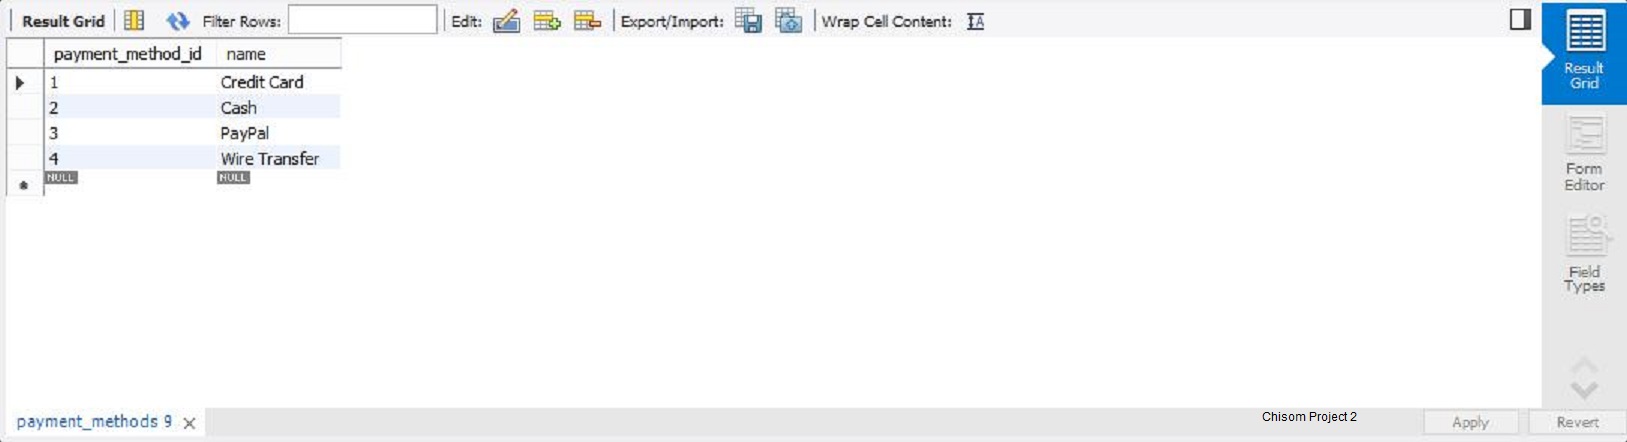 Result Grid Filter Rows: Edit: Export/Import: Wrap Cell Content: IA
payment_method_id name
1 Credit Card
2 Cash
3 PayPal
4 Wire Transfer
NULL NULL
Result
Grid
Form
Editor
Field
Types
payment_methods 9 Chisom Project 2 Apply Revert